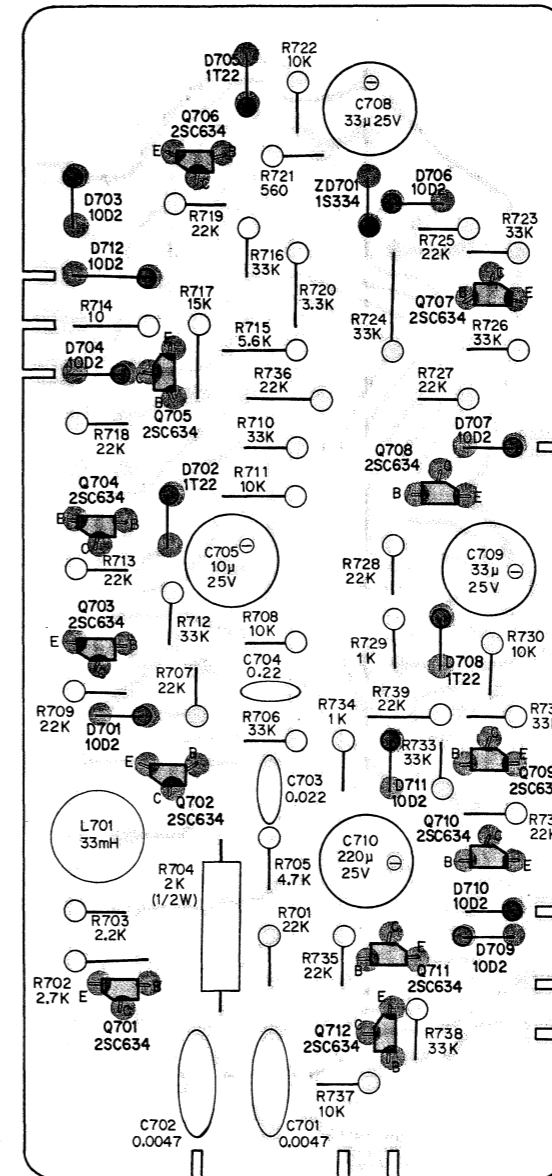 D705
1T22
R722
10K
⊖
C708
33μ 25V
Q706
2SC634
E
B
C
R721
560
ZD701
1S334
D706
10D2
D703
10D2
R719
22K
R716
33K
R725
22K
R723
33K
D712
10D2
R720
3.3K
C
B
E
Q707
2SC634
R714
10
R717
15K
R724
33K
R726
33K
R715
5.6K
D704
10D2
E
C
B
Q705
2SC634
R736
22K
R727
22K
R718
22K
R710
33K
D707
10D2
Q708
2SC634
C
B
E
D702
1T22
R711
10K
Q704
2SC634
E
B
C
C705
10μ
25V
⊖
C709
33μ
25V
⊖
R713
22K
R728
22K
Q703
2SC634
E
B
C
R712
33K
R708
10K
R729
1K
R730
10K
D708
1T22
C704
0.22
R709
22K
R707
22K
R734
1K
R739
22K
D701
10D2
R706
33K
R733
33K
R73
33K
E
B
C
Q702
2SC634
C703
0.022
D711
10D2
C
B
E
Q709
2SC63
L701
33mH
C710
220μ
25V
⊖
Q710
2SC634
R73
22K
C
B
E
R704
2K
(1/2W)
R705
4.7K
D710
10D2
R703
2.2K
R701
22K
R735
22K
C
E
B
Q711
2SC634
D709
10D2
R702
2.7K
E
B
C
Q701
2SC634
Q712
2SC634
E
C
B
R738
33K
R737
10K
C702
0.0047
C701
0.0047